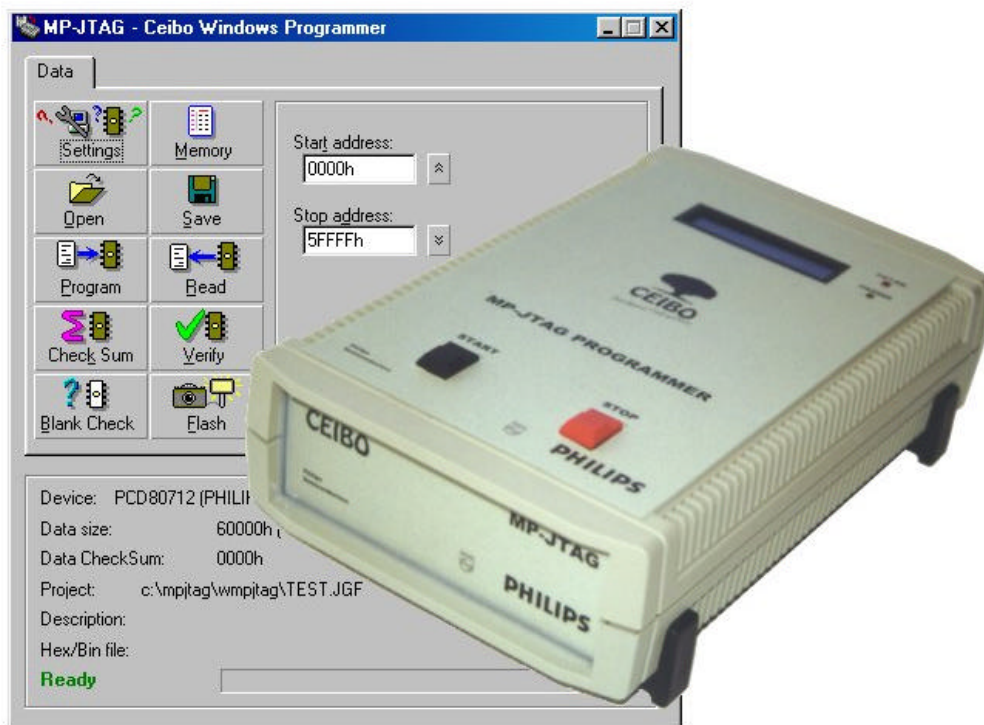 MP-JTAG - Ceibo Windows Programmer
Data
Settings
Memory
Open
Save
Program
Read
Check Sum
Verify
Blank Check
Flash
Start address:
0000h
Stop address:
5FFFFh
Device: PCD80712 (PHILI
Data size: 60000h (
Data CheckSum: 0000h
Project: c:\mpjtag\wmpjtag\TEST.JGF
Description:
Hex/Bin file:
Ready
CEIBO
MP-JTAG PROGRAMMER
START
STOP
PHILIPS
CEIBO
MP-JTAG
PHILIPS